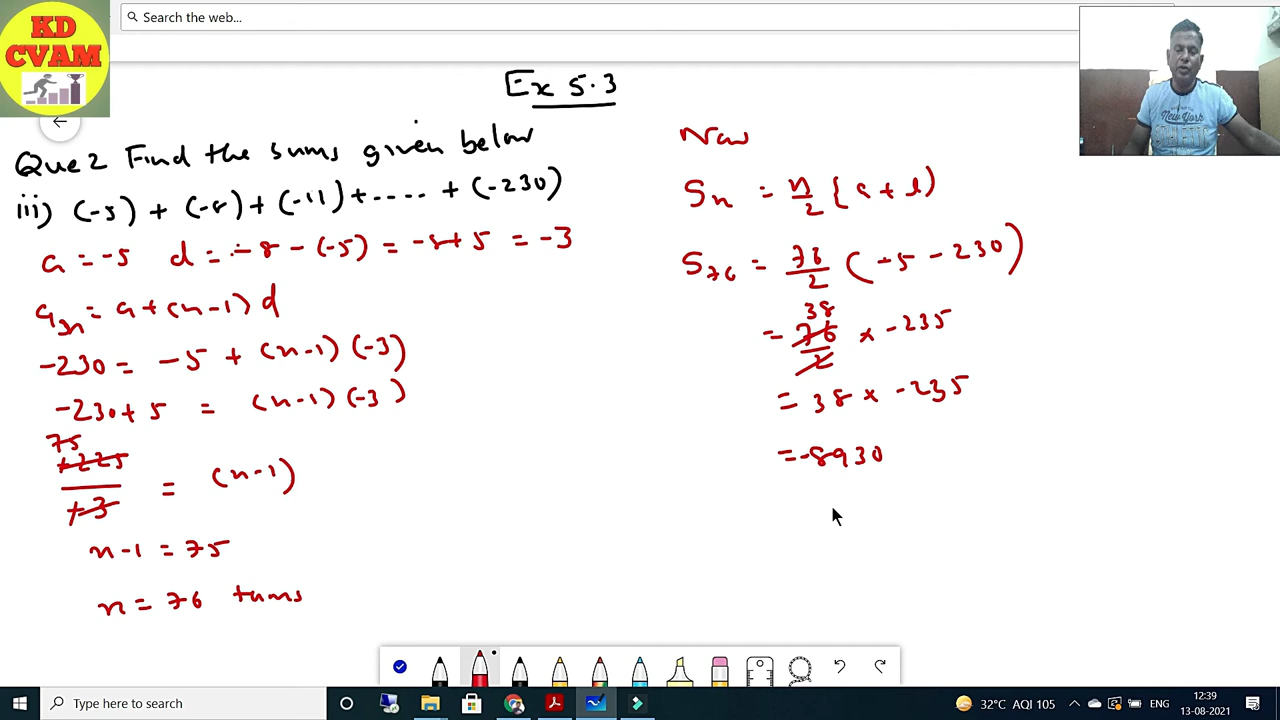 Search the web...
KD
CVAM
Ex 5.3
Que 2 Find the sums given below
iii) (-5) + (-8) + (-11) + ..... + (-230)
a = -5 d = -8 - (-5) = -8+5 = -3
an = a + (n-1) d
-230 = -5 + (n-1) (-3)
-230 + 5 = (n-1) (-3)
75
+225
/ +3 = (n-1)
n-1 = 75
n = 76 terms
Now
Sn = n/2 { a + l )
S76 = 76/2 ( -5 - 230 )
38
= 76/2 × -235
= 38 × -235
= -8930
New York
Type here to search
32°C AQI 105
ENG
12:39
13-08-2021